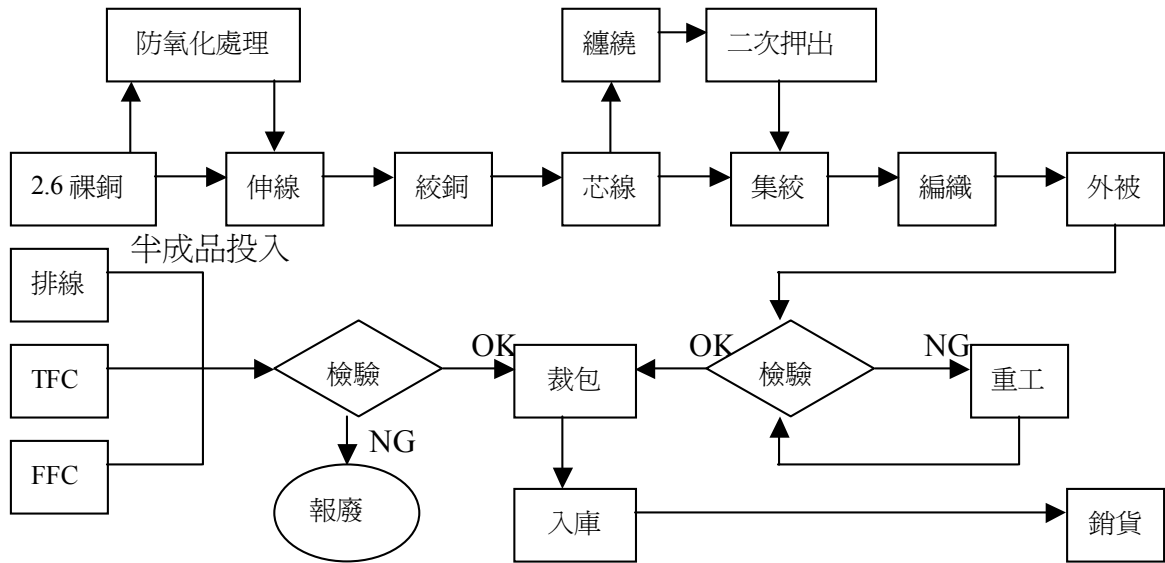 防氧化處理
纏繞
二次押出
2.6 祼銅
伸線
絞銅
芯線
集絞
編織
外被
半成品投入
排線
TFC
FFC
檢驗
OK
NG
報廢
裁包
OK
檢驗
NG
重工
入庫
銷貨